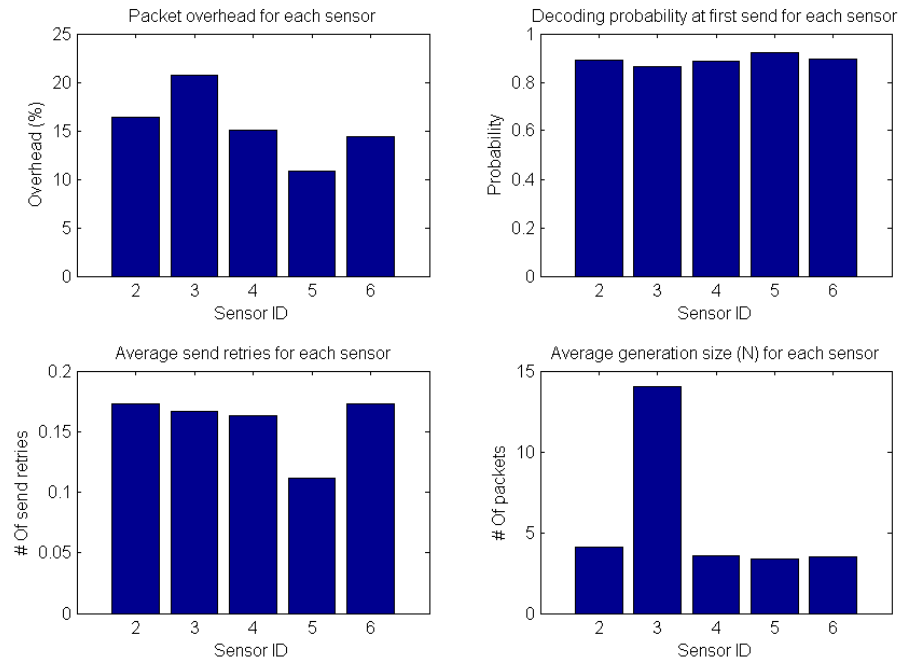 Packet overhead for each sensor
25
20
15
10
5
0
Overhead (%)
2 3 4 5 6
Sensor ID
Decoding probability at first send for each sensor
1
0.8
0.6
0.4
0.2
0
Probability
2 3 4 5 6
Sensor ID
Average send retries for each sensor
0.2
0.15
0.1
0.05
0
# Of send retries
2 3 4 5 6
Sensor ID
Average generation size (N) for each sensor
15
10
5
0
# Of packets
2 3 4 5 6
Sensor ID